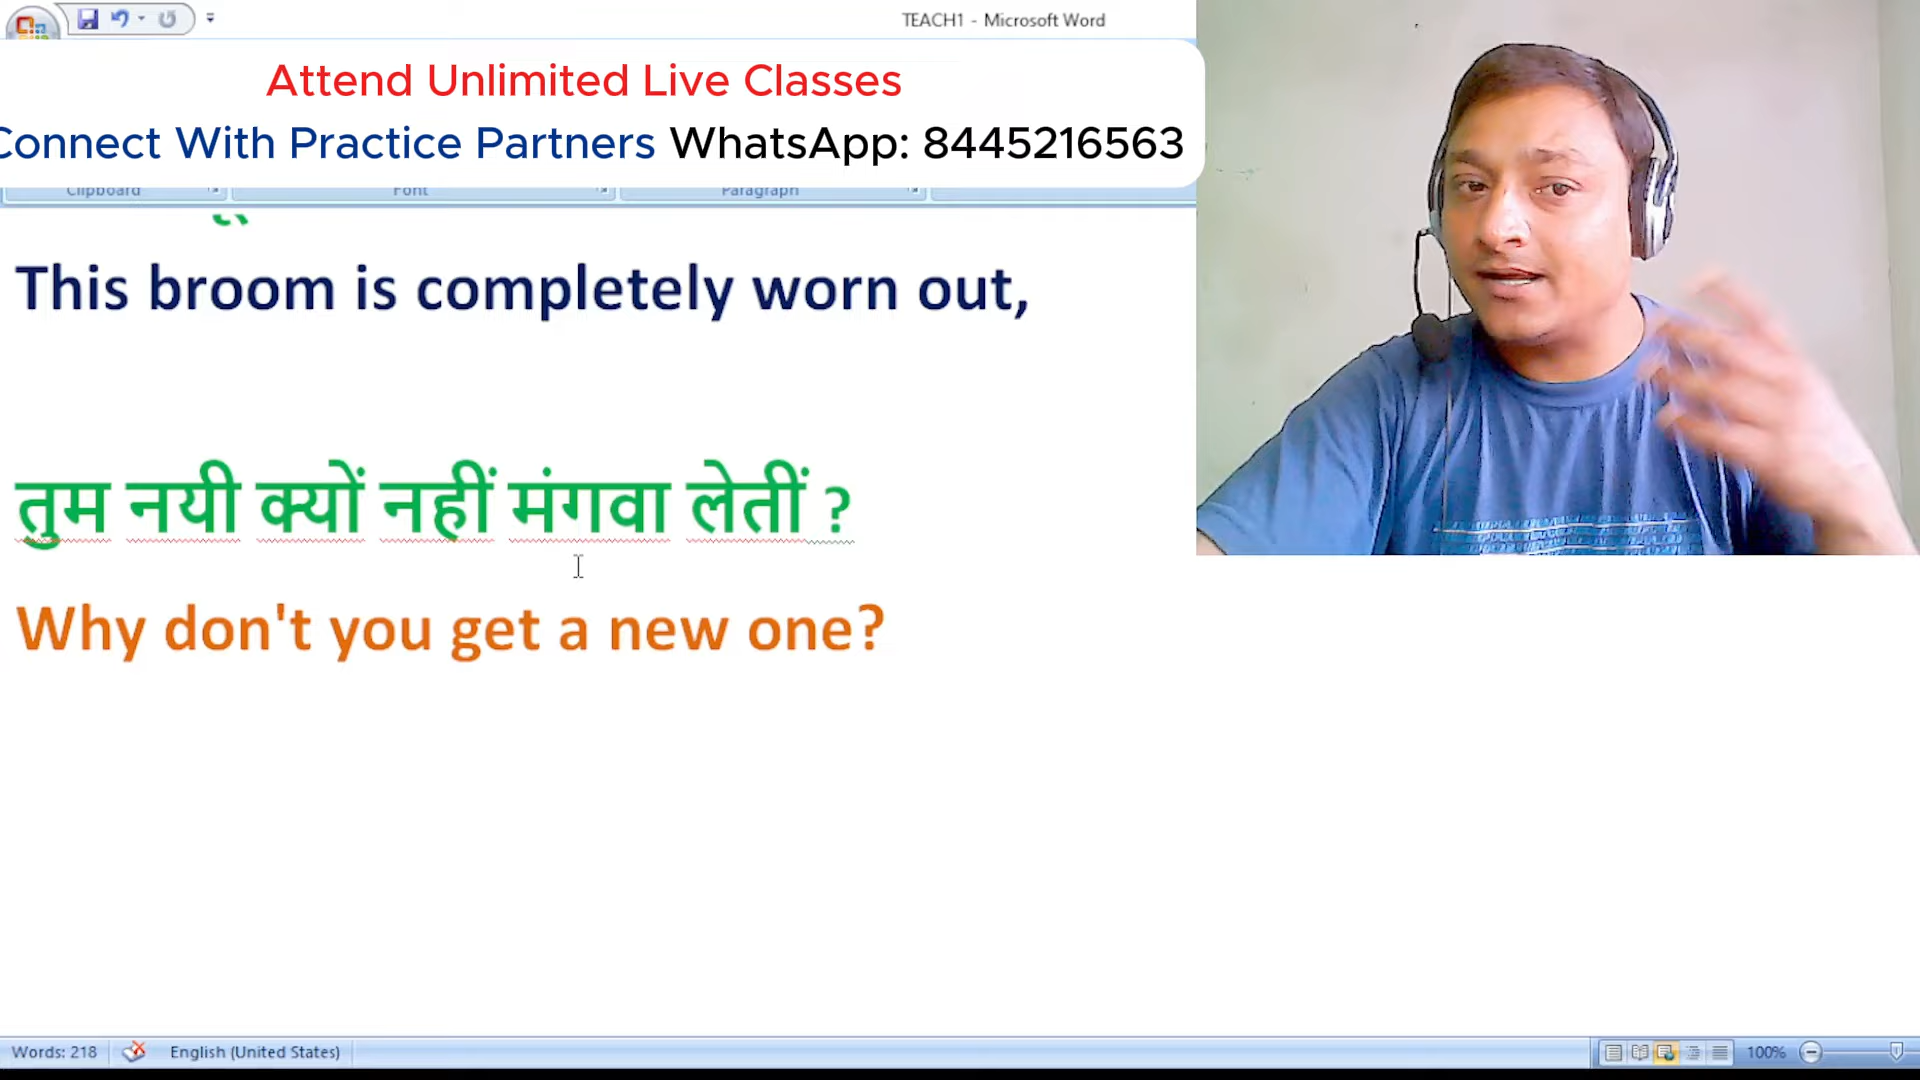 TEACH1 - Microsoft Word
Attend Unlimited Live Classes
Connect With Practice Partners WhatsApp: 8445216563
Clipboard Font Paragraph
This broom is completely worn out,
तुम नयी क्यों नहीं मंगवा लेतीं ?
Why don't you get a new one?
Words: 218 English (United States) 100%